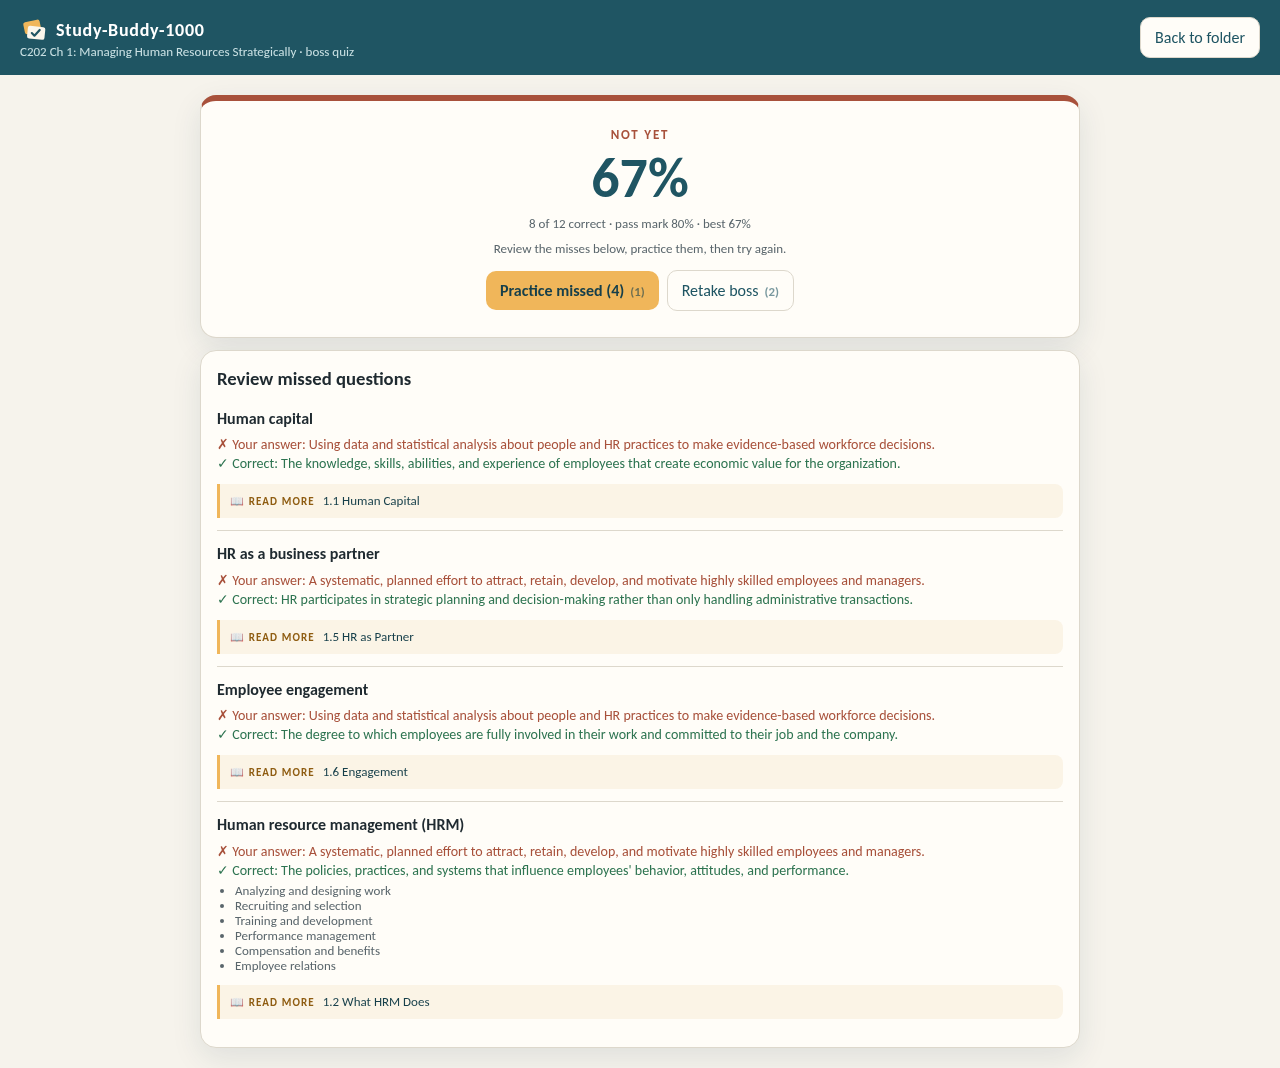 Study-Buddy-1000
C202 Ch 1: Managing Human Resources Strategically · boss quiz
Back to folder
NOT YET
67%
8 of 12 correct · pass mark 80% · best 67%
Review the misses below, practice them, then try again.
Practice missed (4) (1)
Retake boss (2)
Review missed questions
Human capital
✗ Your answer: Using data and statistical analysis about people and HR practices to make evidence-based workforce decisions.
✓ Correct: The knowledge, skills, abilities, and experience of employees that create economic value for the organization.
READ MORE 1.1 Human Capital
HR as a business partner
✗ Your answer: A systematic, planned effort to attract, retain, develop, and motivate highly skilled employees and managers.
✓ Correct: HR participates in strategic planning and decision-making rather than only handling administrative transactions.
READ MORE 1.5 HR as Partner
Employee engagement
✗ Your answer: Using data and statistical analysis about people and HR practices to make evidence-based workforce decisions.
✓ Correct: The degree to which employees are fully involved in their work and committed to their job and the company.
READ MORE 1.6 Engagement
Human resource management (HRM)
✗ Your answer: A systematic, planned effort to attract, retain, develop, and motivate highly skilled employees and managers.
✓ Correct: The policies, practices, and systems that influence employees' behavior, attitudes, and performance.
• Analyzing and designing work
• Recruiting and selection
• Training and development
• Performance management
• Compensation and benefits
• Employee relations
READ MORE 1.2 What HRM Does